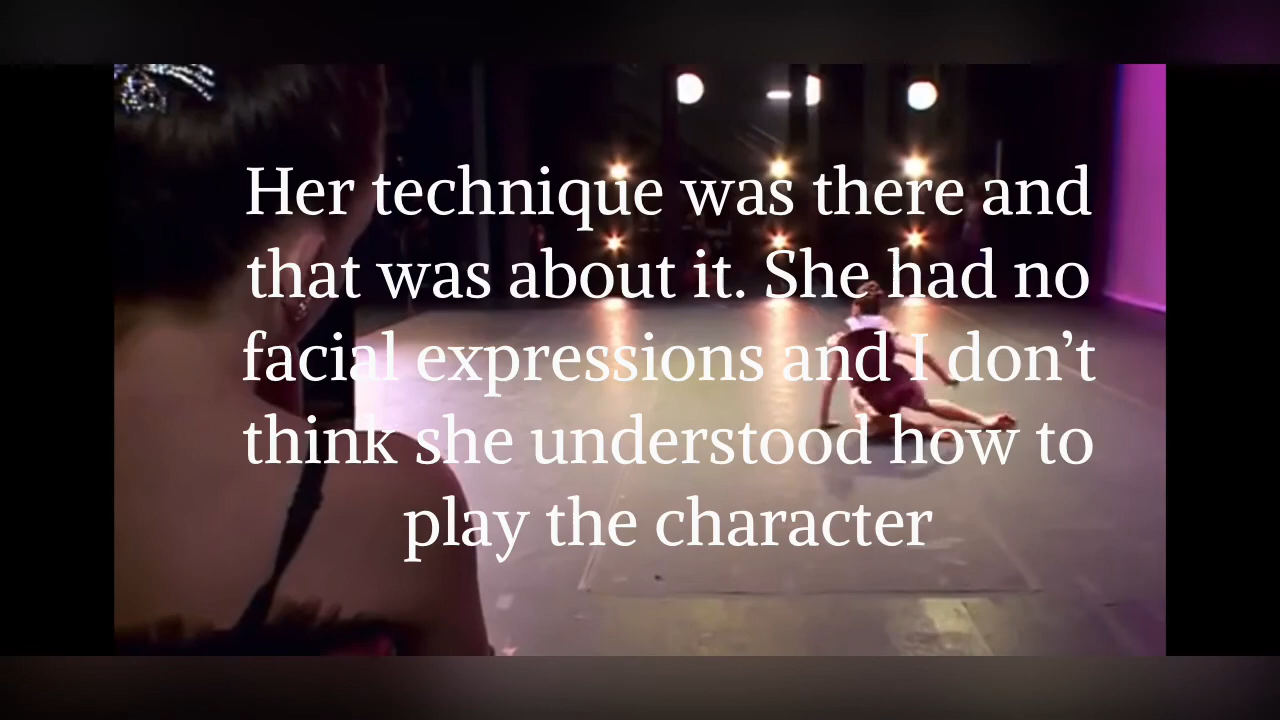 Her technique was there and
that was about it. She had no
facial expressions and I don’t
think she understood how to
play the character